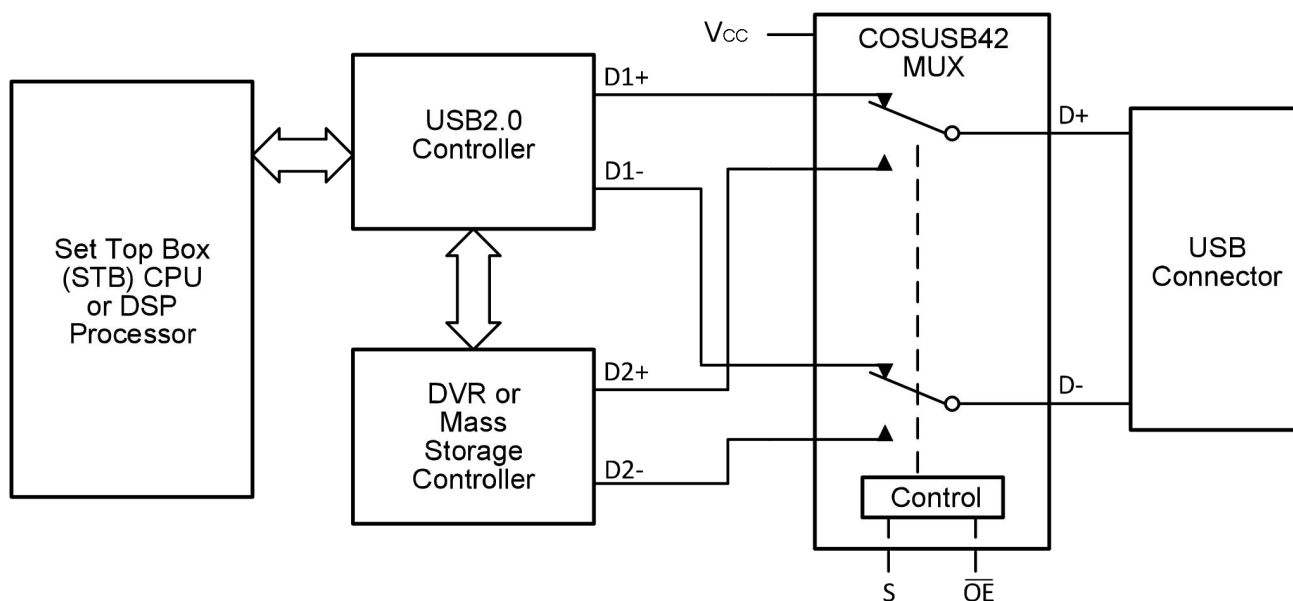 Vcc
COSUSB42
MUX
D1+
USB2.0
Controller
D+
D1-
Set Top Box
(STB) CPU
or DSP
Processor
USB
Connector
D2+
DVR or
Mass
Storage
Controller
D-
D2-
Control
S
O̅E̅